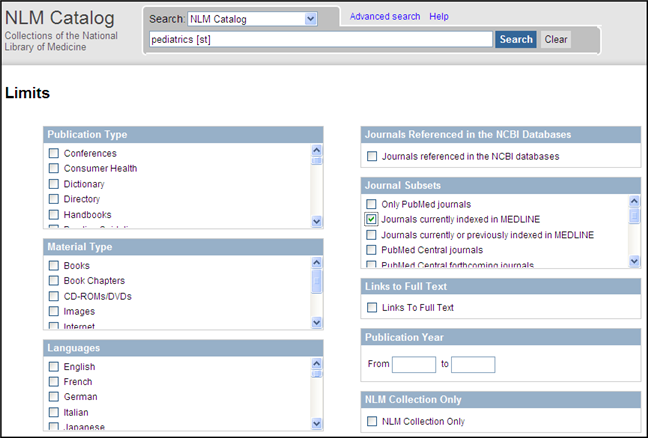 NLM Catalog
Collections of the National
Library of Medicine
Search: NLM Catalog
Advanced search Help
pediatrics [st]
Search Clear
Limits
Publication Type
Conferences
Consumer Health
Dictionary
Directory
Handbooks
Material Type
Books
Book Chapters
CD-ROMs/DVDs
Images
Internet
Languages
English
French
German
Italian
Japanese
Journals Referenced in the NCBI Databases
Journals referenced in the NCBI databases
Journal Subsets
Only PubMed journals
Journals currently indexed in MEDLINE
Journals currently or previously indexed in MEDLINE
PubMed Central journals
PubMed Central forthcoming journals
Links to Full Text
Links To Full Text
Publication Year
From to
NLM Collection Only
NLM Collection Only